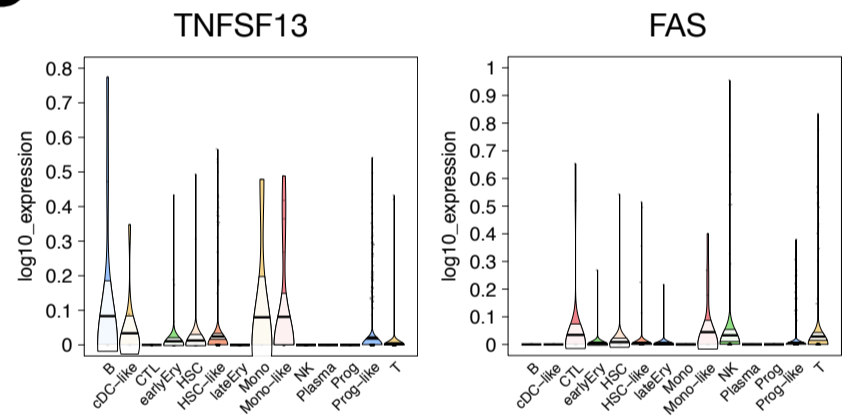 TNFSF13
log10_expression
0.8
0.7
0.6
0.5
0.4
0.3
0.2
0.1
0
B
cDC-like
CTL
earlyEry
HSC
HSC-like
lateEry
Mono
Mono-like
NK
Plasma
Prog
Prog-like
T
FAS
log10_expression
1
0.9
0.8
0.7
0.6
0.5
0.4
0.3
0.2
0.1
0
B
cDC-like
CTL
earlyEry
HSC
HSC-like
lateEry
Mono
Mono-like
NK
Plasma
Prog
Prog-like
T